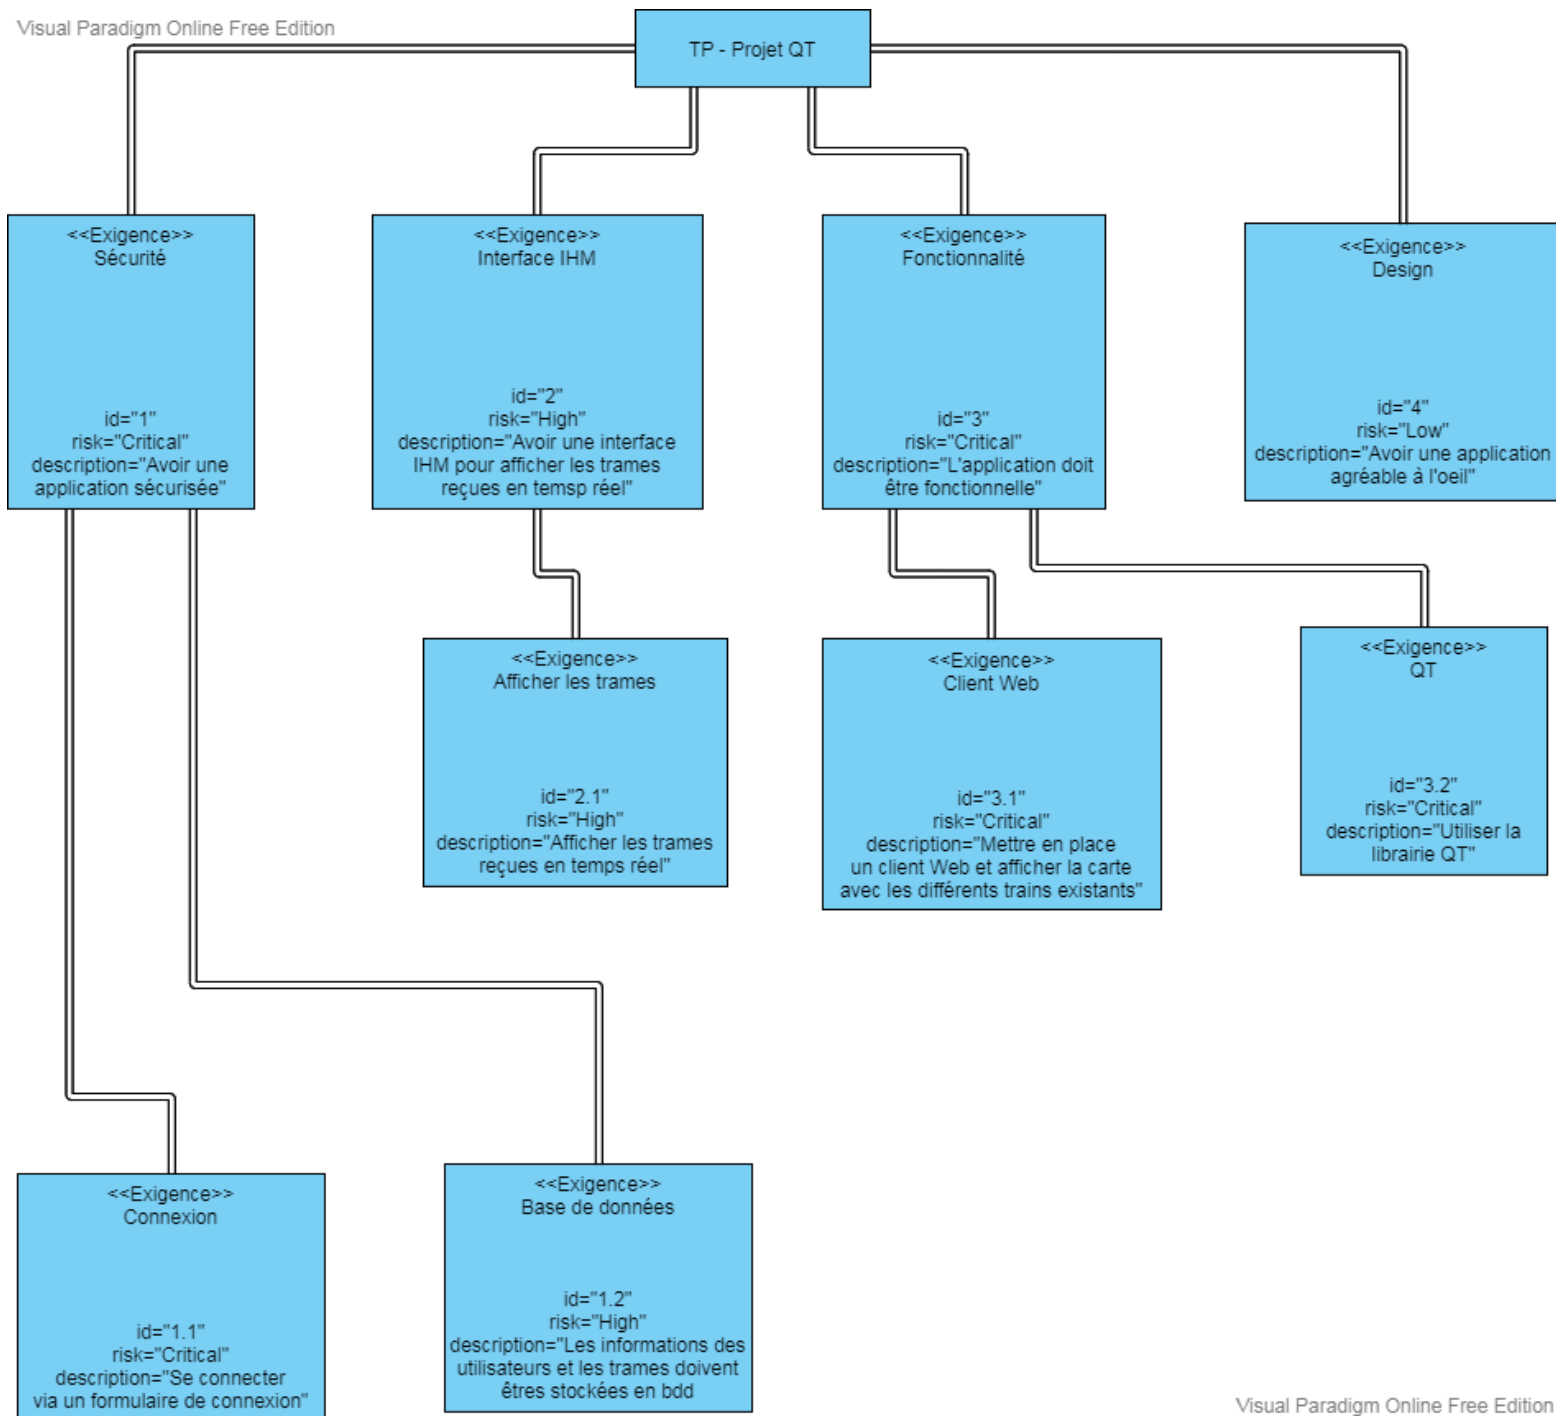 Visual Paradigm Online Free Edition
TP - Projet QT
<<Exigence>>
Sécurité
id="1"
risk="Critical"
description="Avoir une
application sécurisée"
<<Exigence>>
Interface IHM
id="2"
risk="High"
description="Avoir une interface
IHM pour afficher les trames
reçues en temsp réel"
<<Exigence>>
Fonctionnalité
id="3"
risk="Critical"
description="L'application doit
être fonctionnelle"
<<Exigence>>
Design
id="4"
risk="Low"
description="Avoir une application
agréable à l'oeil"
<<Exigence>>
Afficher les trames
id="2.1"
risk="High"
description="Afficher les trames
reçues en temps réel"
<<Exigence>>
Client Web
id="3.1"
risk="Critical"
description="Mettre en place
un client Web et afficher la carte
avec les différents trains existants"
<<Exigence>>
QT
id="3.2"
risk="Critical"
description="Utiliser la
librairie QT"
<<Exigence>>
Connexion
id="1.1"
risk="Critical"
description="Se connecter
via un formulaire de connexion"
<<Exigence>>
Base de données
id="1.2"
risk="High"
description="Les informations des
utilisateurs et les trames doivent
êtres stockées en bdd
Visual Paradigm Online Free Edition